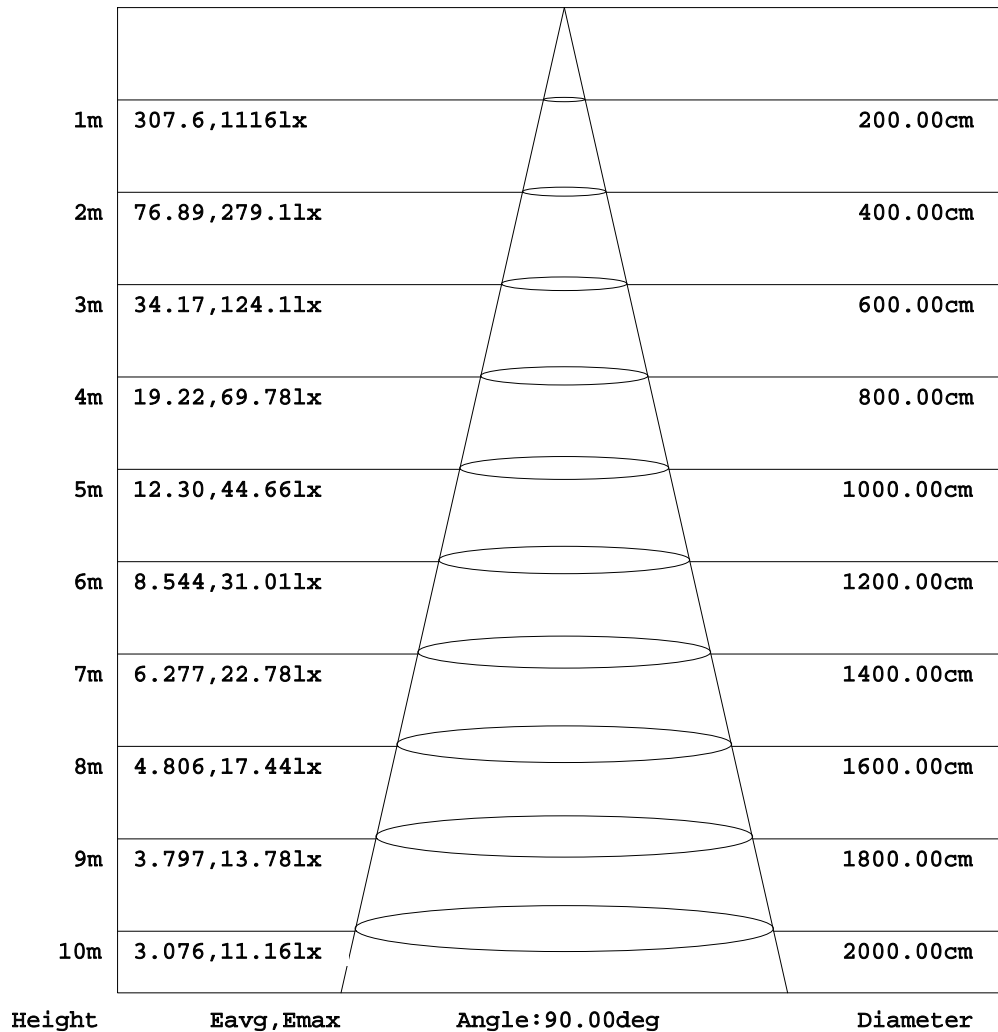 1m 307.6,1116lx 200.00cm
2m 76.89,279.1lx 400.00cm
3m 34.17,124.1lx 600.00cm
4m 19.22,69.78lx 800.00cm
5m 12.30,44.66lx 1000.00cm
6m 8.544,31.01lx 1200.00cm
7m 6.277,22.78lx 1400.00cm
8m 4.806,17.44lx 1600.00cm
9m 3.797,13.78lx 1800.00cm
10m 3.076,11.16lx 2000.00cm
Height Eavg,Emax Angle:90.00deg Diameter